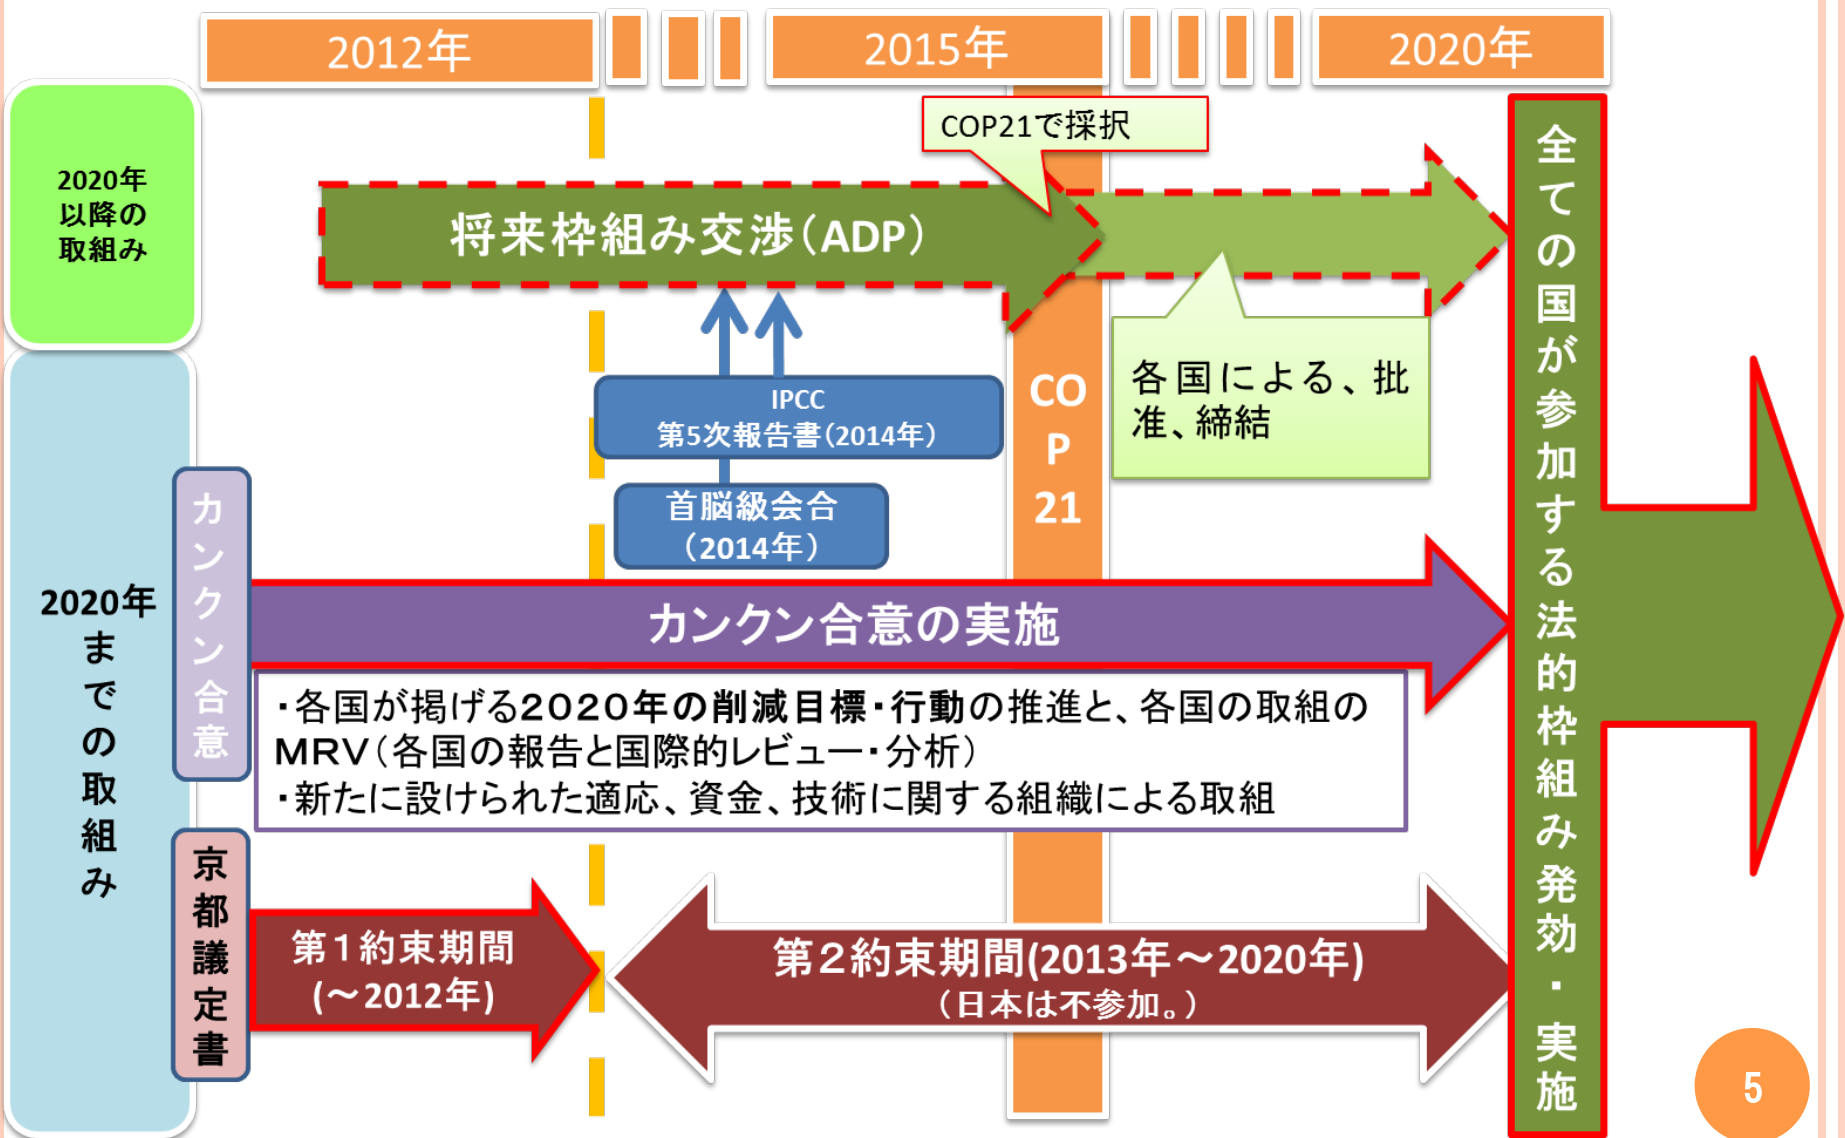 2012年
2015年
2020年
2020年
以降の
取組み
COP21で採択
将来枠組み交渉(ADP)
各国による、批
准、締結
IPCC
第5次報告書(2014年)
首脳級会合
(2014年)
CO
P
21
2020年
までの取組み
カンクン合意
カンクン合意の実施
・各国が掲げる2020年の削減目標・行動の推進と、各国の取組の
MRV(各国の報告と国際的レビュー・分析)
・新たに設けられた適応、資金、技術に関する組織による取組
京都議定書
第1約束期間
(~2012年)
第2約束期間(2013年~2020年)
(日本は不参加。)
全ての国が参加する法的枠組み発効・実施
5